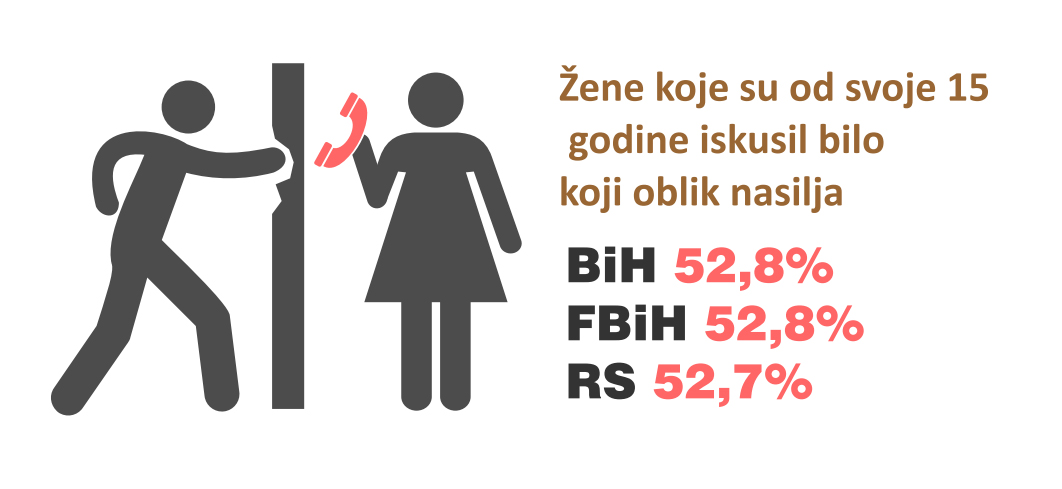 Žene koje su od svoje 15
godine iskusil bilo
koji oblik nasilja
BiH 52,8%
FBiH 52,8%
RS 52,7%